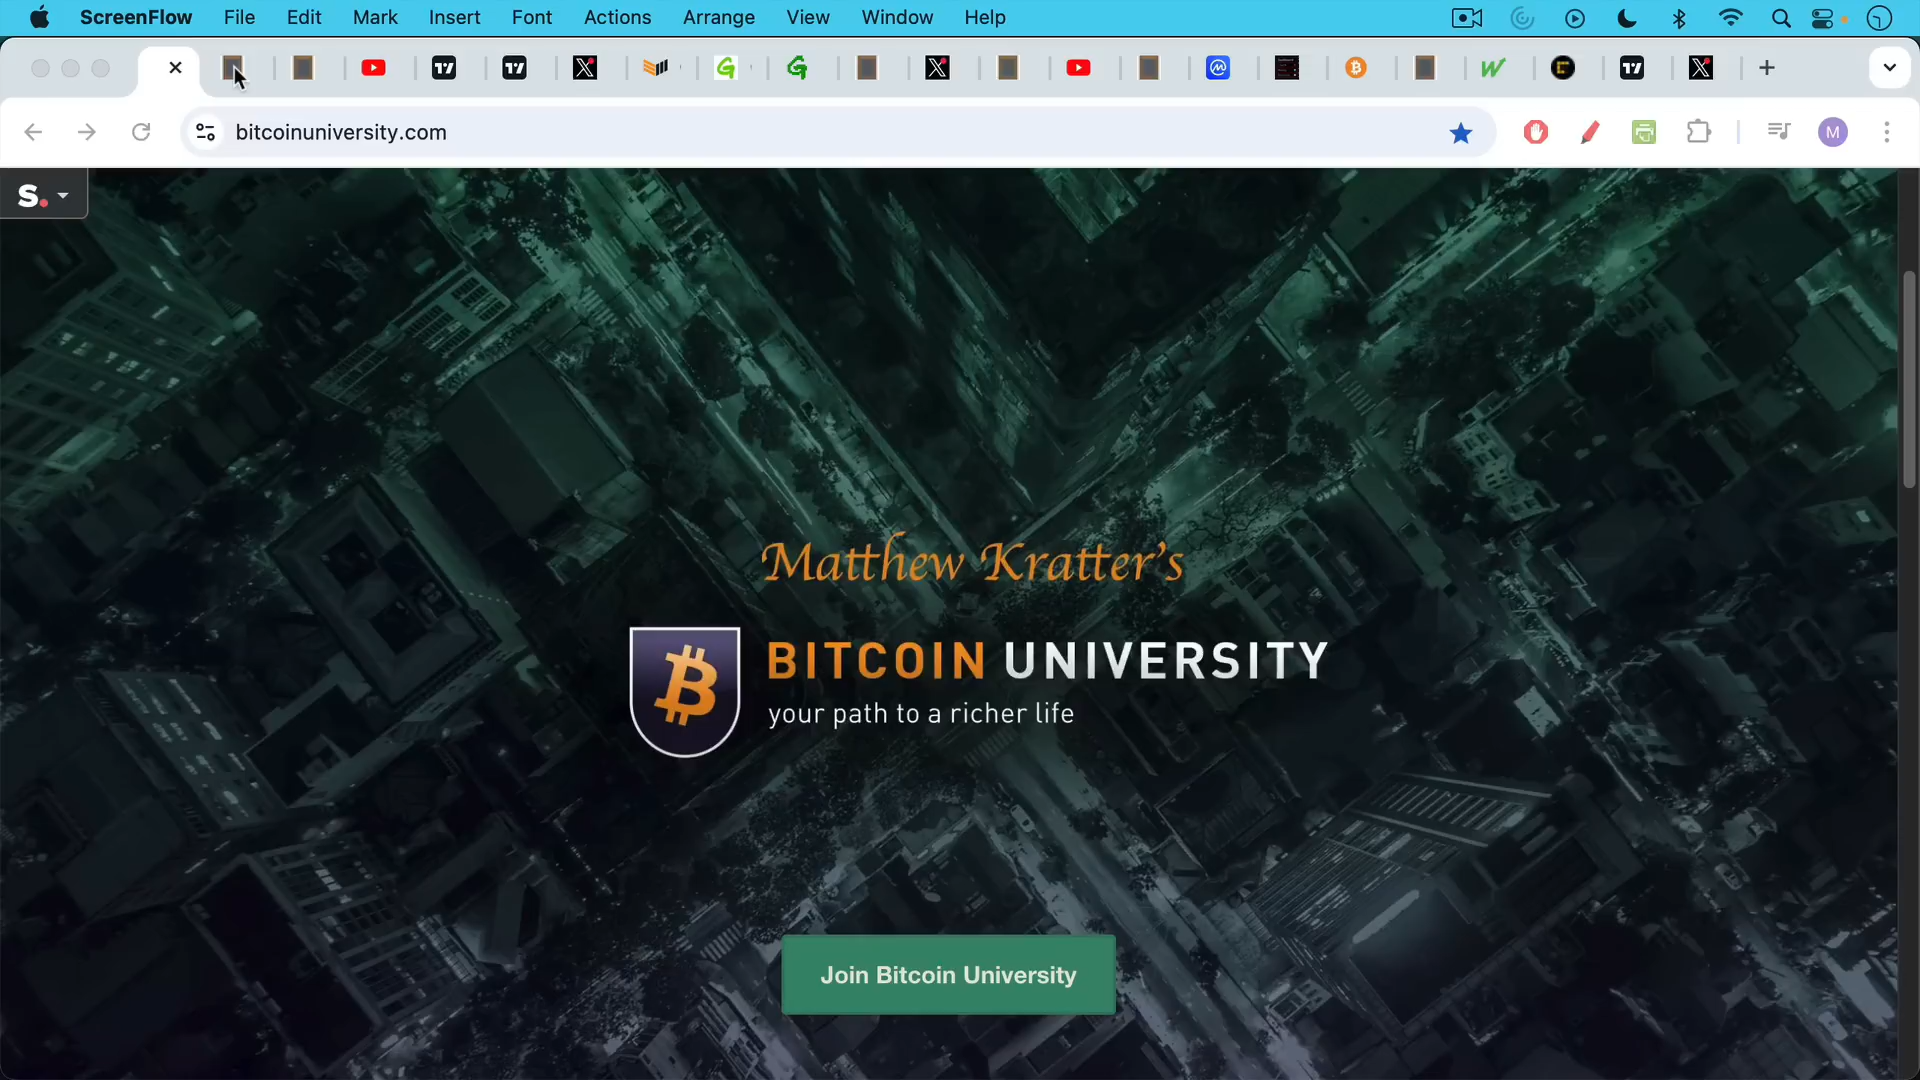 ScreenFlow File Edit Mark Insert Font Actions Arrange View Window Help
bitcoinuniversity.com
M
S.
Matthew Kratter's
BITCOIN UNIVERSITY
your path to a richer life
Join Bitcoin University